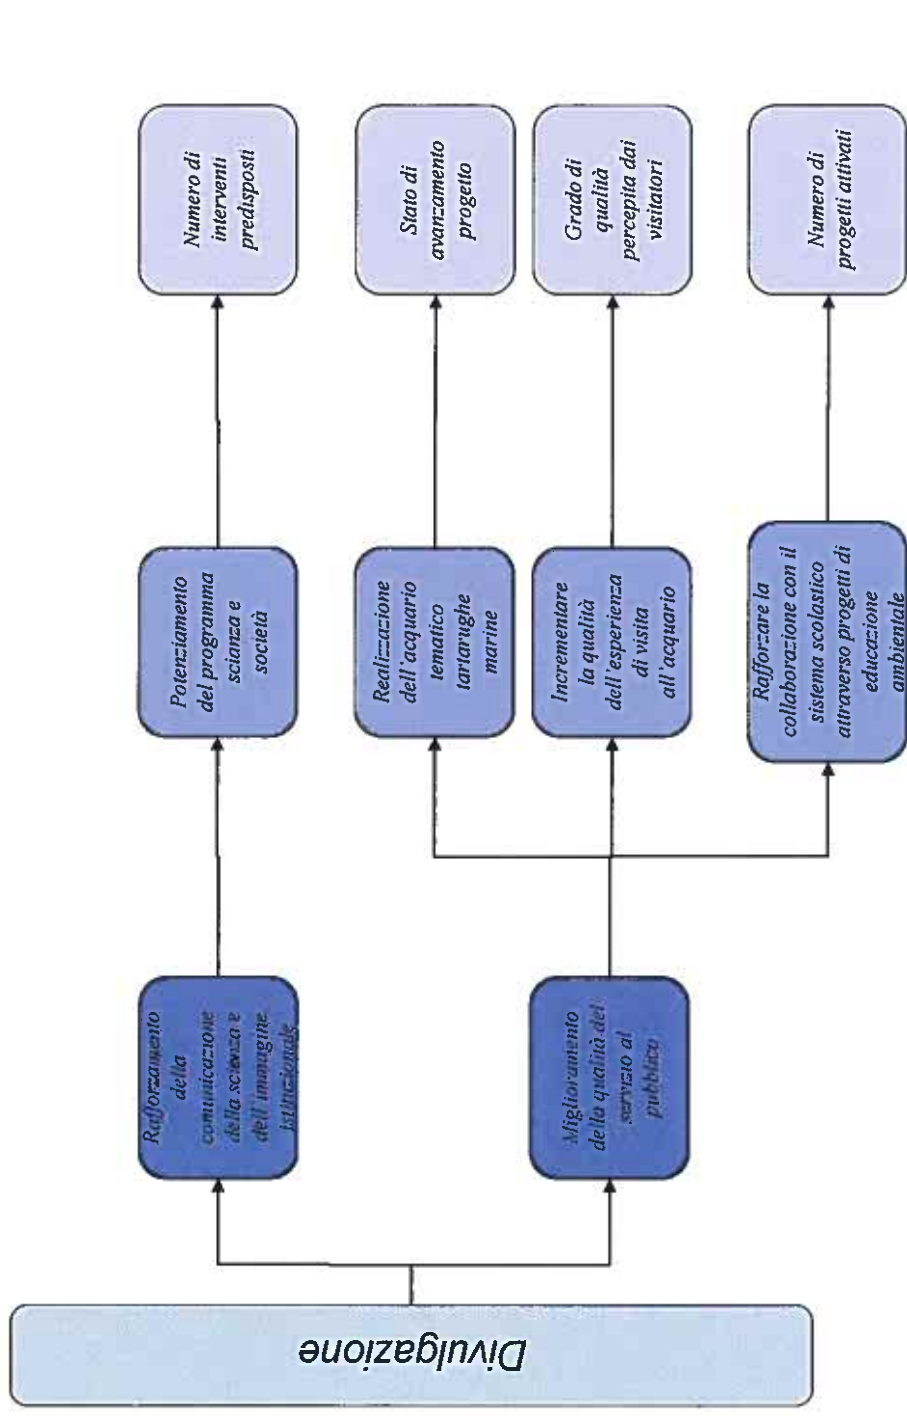 Divulgazione
Rafforzamento
della
comunicazione
della scienza e
dell'immagine
istituzionale
Miglioramento
della qualità del
servizio al
pubblico
Potenziamento
del programma
scianza e
società
Realizzazione
dell'acquario
tematico
tartarughe
marine
Incrementare
la qualità
dell'esperienza
di visita
all'acquario
Rafforzare la
collaborazione con il
sistema scolastico
attraverso progetti di
educazione
ambientale
Numero di
interventi
predisposti
Stato di
avanzamento
progetto
Grado di
qualità
percepita dai
visitatori
Numero di
progetti attivati